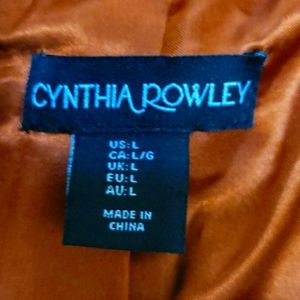 CYNTHIA ROWLEY
US: L
CA: L/G
UK: L
EU: L
AU: L
MADE IN
CHINA